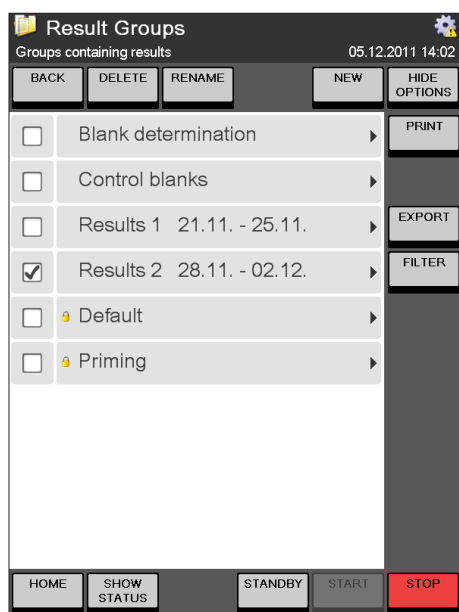 Result Groups
Groups containing results 05.12.2011 14:02
BACK DELETE RENAME NEW HIDE OPTIONS
Blank determination PRINT
Control blanks
Results 1 21.11. - 25.11. EXPORT
Results 2 28.11. - 02.12. FILTER
Default
Priming
HOME SHOW STATUS STANDBY START STOP